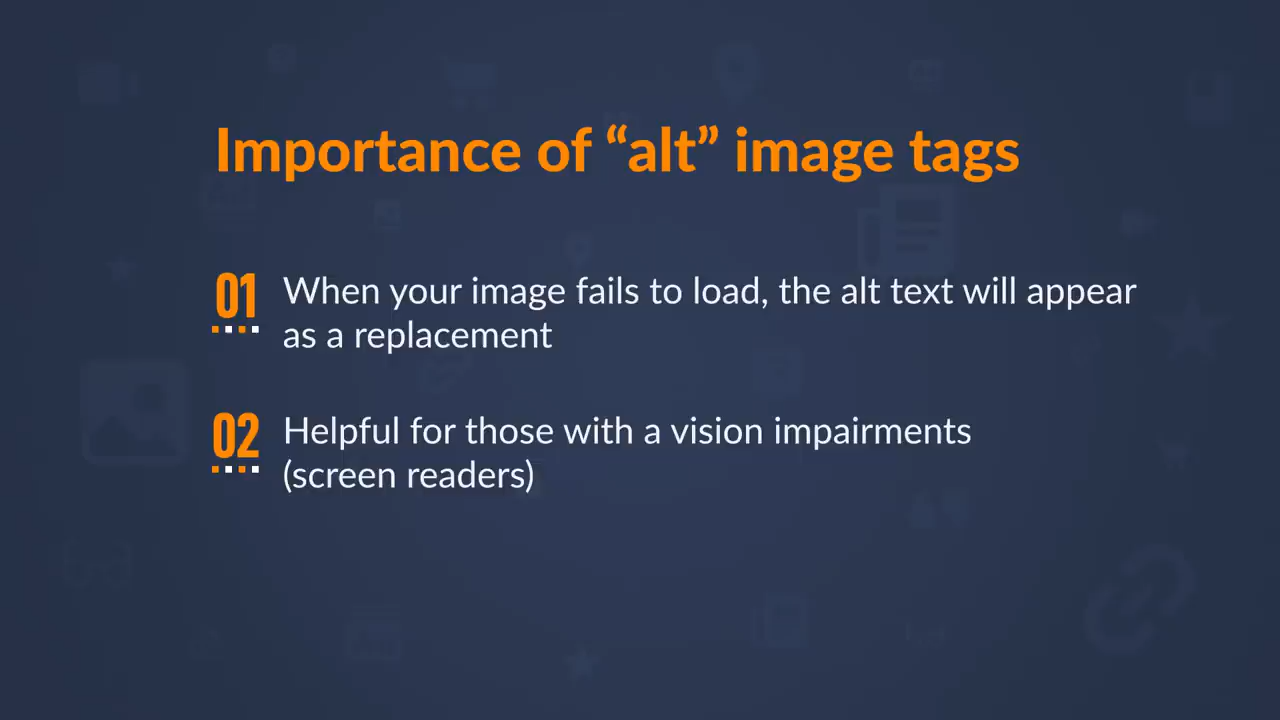 Importance of “alt” image tags
01 When your image fails to load, the alt text will appear
as a replacement
02 Helpful for those with a vision impairments
(screen readers)